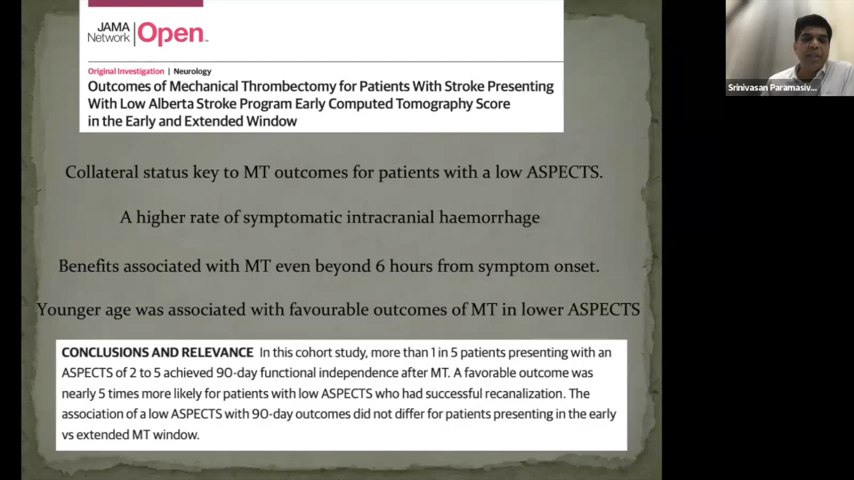 JAMA
Network | Open™
Original Investigation | Neurology
Outcomes of Mechanical Thrombectomy for Patients With Stroke Presenting
With Low Alberta Stroke Program Early Computed Tomography Score
in the Early and Extended Window
Srinivasan Paramasiv...
Collateral status key to MT outcomes for patients with a low ASPECTS.
A higher rate of symptomatic intracranial haemorrhage
Benefits associated with MT even beyond 6 hours from symptom onset.
Younger age was associated with favourable outcomes of MT in lower ASPECTS
CONCLUSIONS AND RELEVANCE In this cohort study, more than 1 in 5 patients presenting with an
ASPECTS of 2 to 5 achieved 90-day functional independence after MT. A favorable outcome was
nearly 5 times more likely for patients with low ASPECTS who had successful recanalization. The
association of a low ASPECTS with 90-day outcomes did not differ for patients presenting in the early
vs extended MT window.